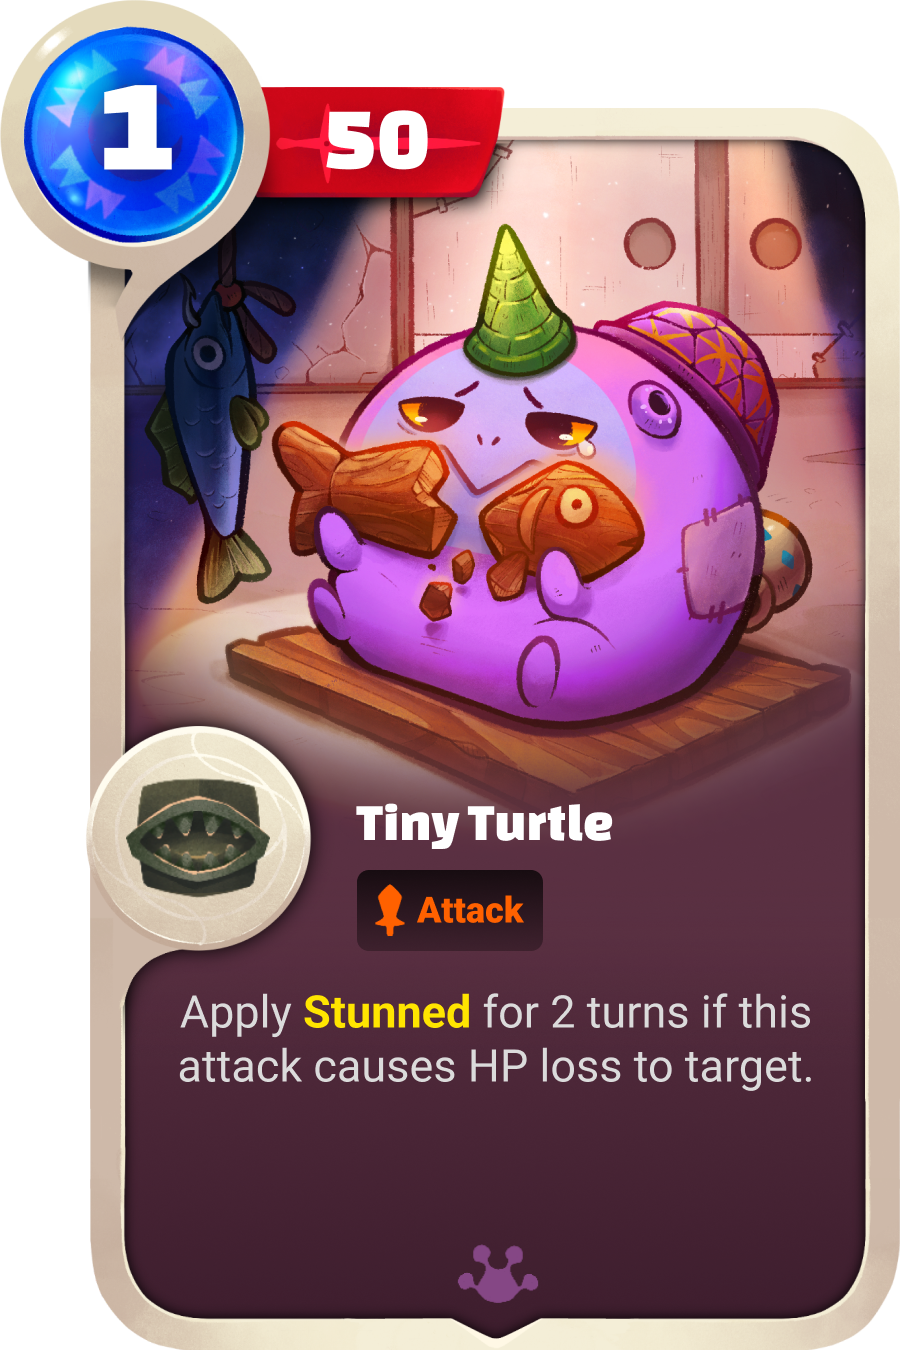 1
50
Tiny Turtle
Attack
Apply Stunned for 2 turns if this
attack causes HP loss to target.